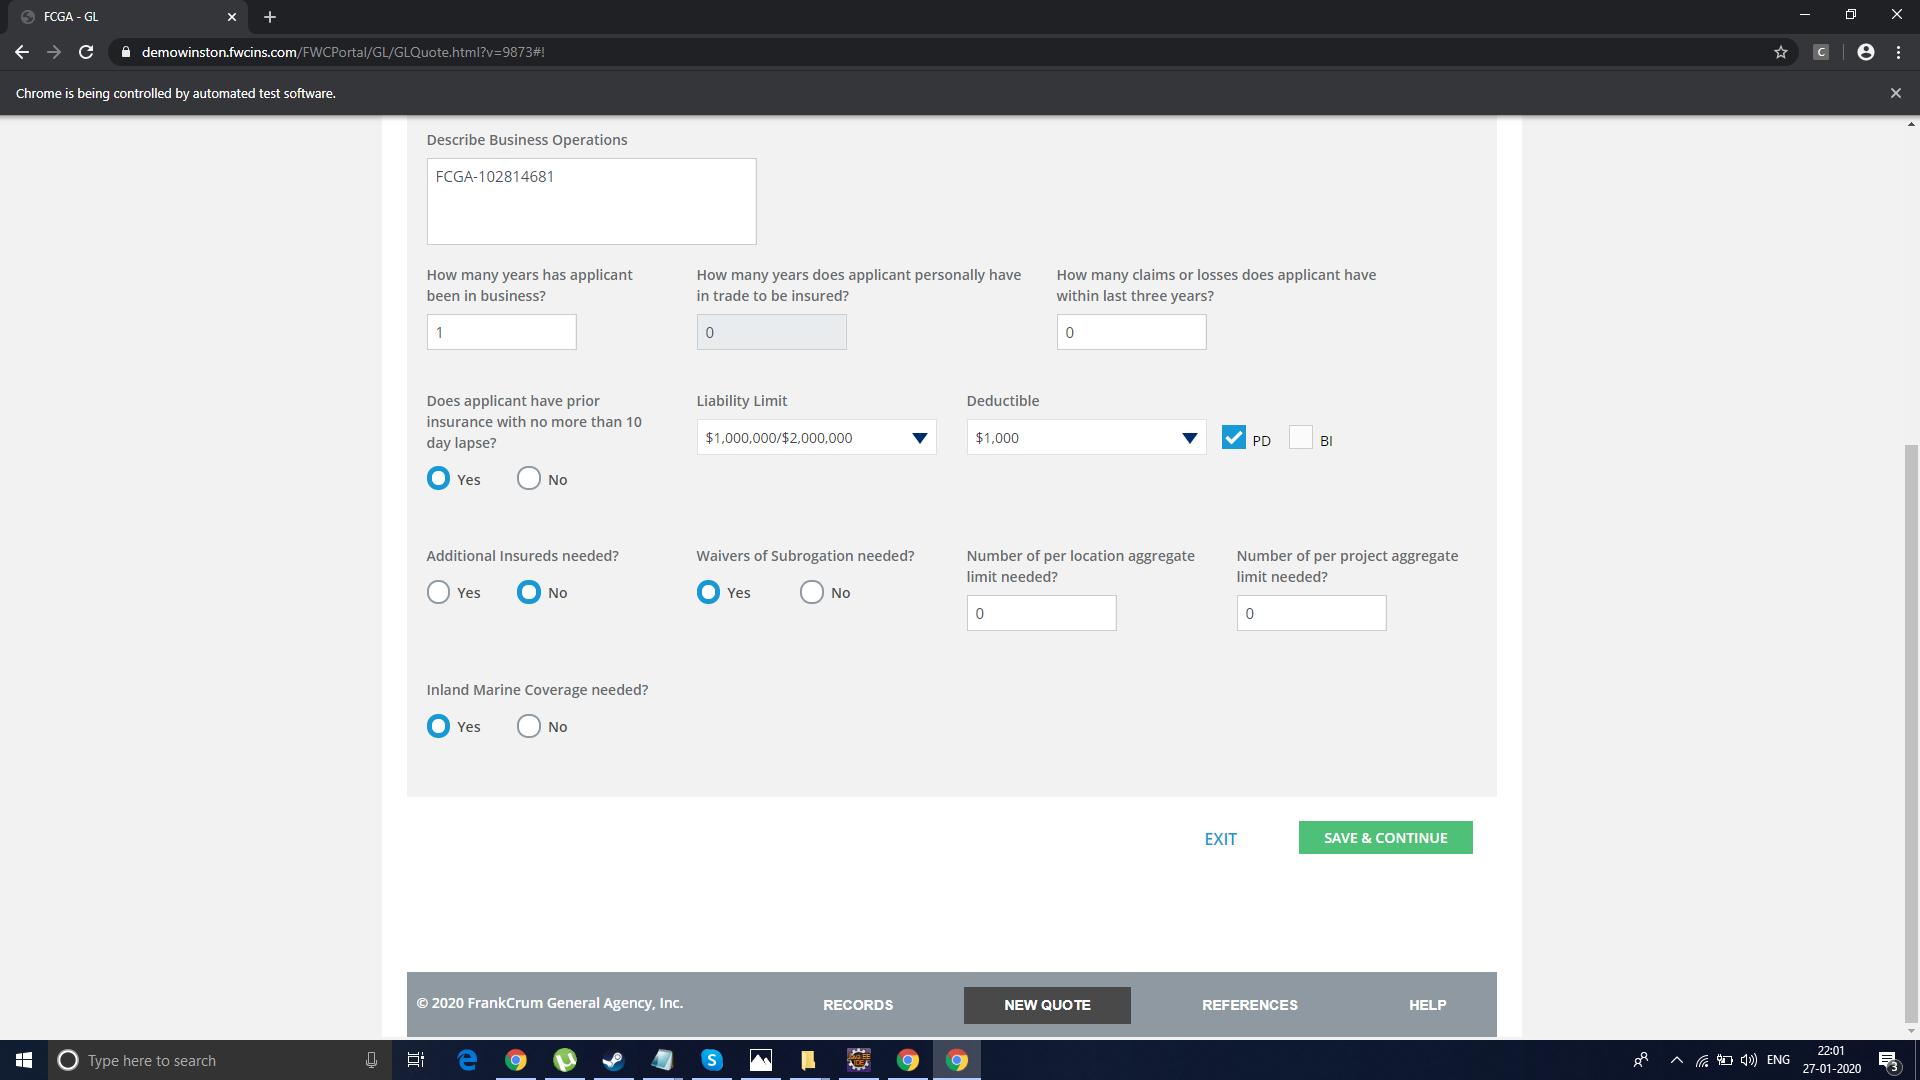 FCGA - GL
demowinston.fwcins.com/FWCPortal/GL/GLQuote.html?v=9873#!
C
Chrome is being controlled by automated test software.
Describe Business Operations
FCGA-102814681
How many years has applicant
been in business?
1
How many years does applicant personally have
in trade to be insured?
0
How many claims or losses does applicant have
within last three years?
0
Does applicant have prior
insurance with no more than 10
day lapse?
Yes No
Liability Limit
$1,000,000/$2,000,000
Deductible
$1,000
PD BI
Additional Insureds needed?
Yes No
Waivers of Subrogation needed?
Yes No
Number of per location aggregate
limit needed?
0
Number of per project aggregate
limit needed?
0
Inland Marine Coverage needed?
Yes No
EXIT SAVE & CONTINUE
© 2020 FrankCrum General Agency, Inc. RECORDS NEW QUOTE REFERENCES HELP
Type here to search
ENG
22:01
27-01-2020
3